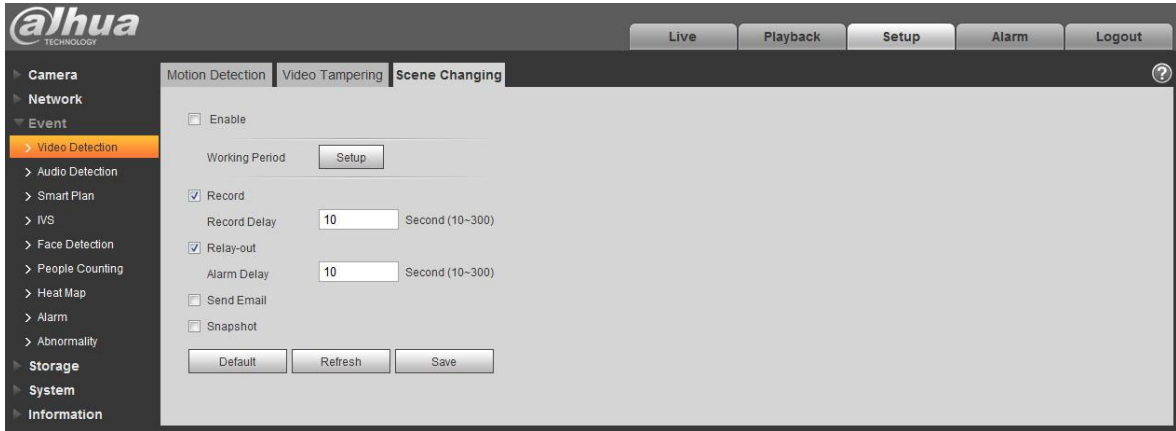 alhua
TECHNOLOGY
Live
Playback
Setup
Alarm
Logout
Camera
Network
Event
Video Detection
Audio Detection
Smart Plan
IVS
Face Detection
People Counting
Heat Map
Alarm
Abnormality
Storage
System
Information
Motion Detection
Video Tampering
Scene Changing
?
Enable
Working Period
Setup
Record
Record Delay
10
Second (10~300)
Relay-out
Alarm Delay
10
Second (10~300)
Send Email
Snapshot
Default
Refresh
Save